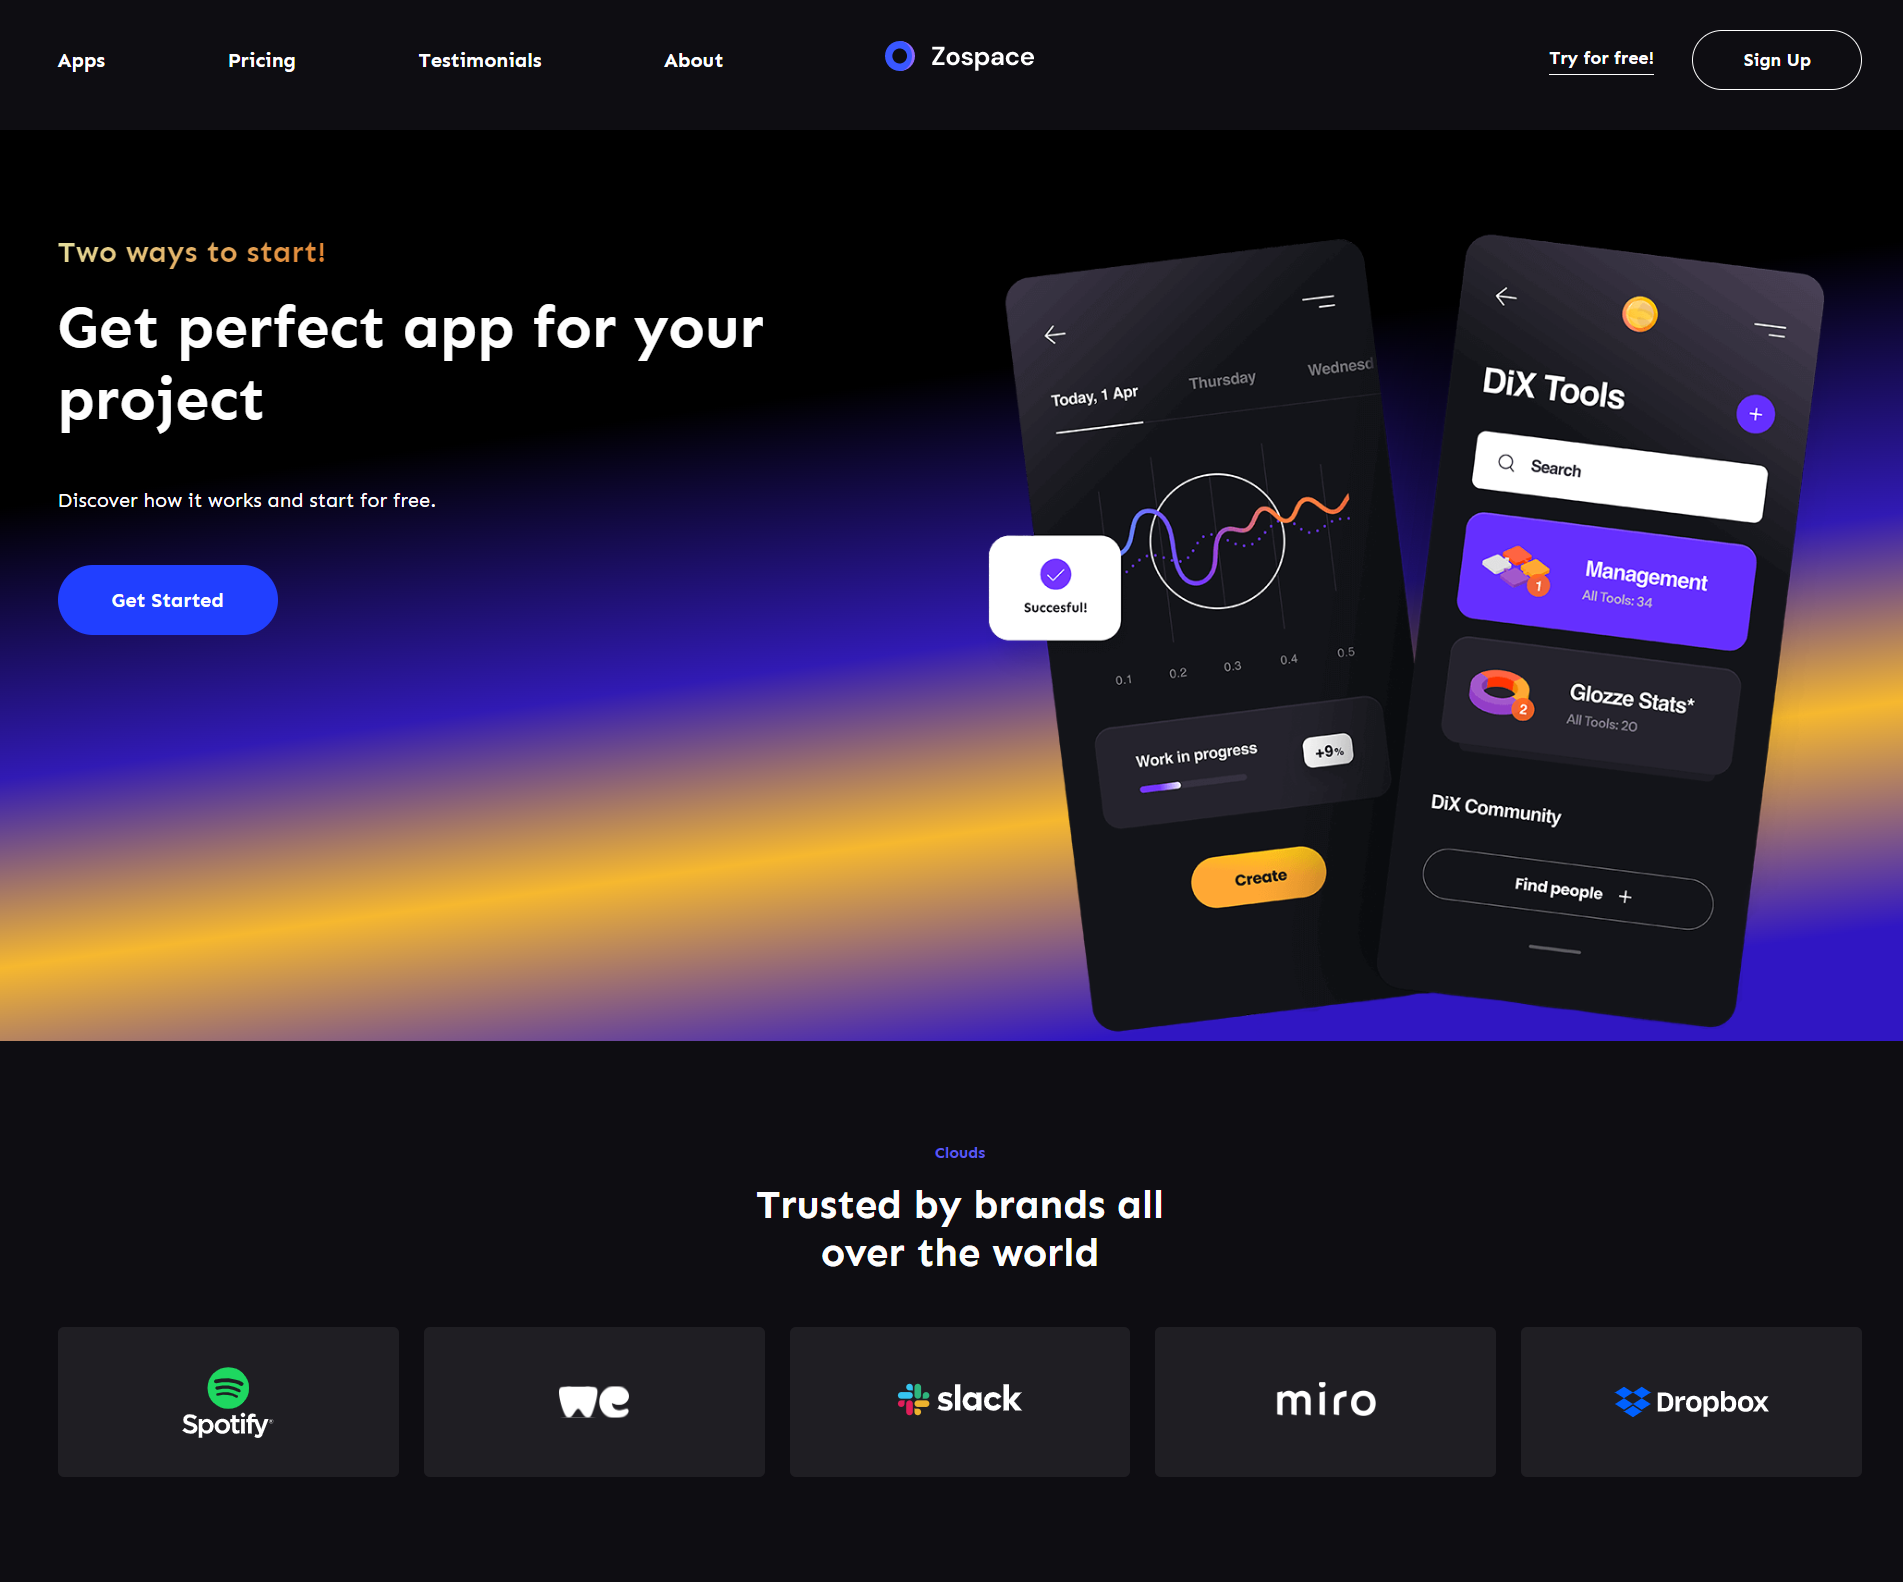 Apps
Pricing
Testimonials
About
Zospace
Try for free!
Sign Up
Two ways to start!
Get perfect app for your
project
Discover how it works and start for free.
Get Started
Today, 1 Apr
Thursday
Wednesd
Succesful!
0.1
0.2
0.3
0.4
0.5
Work in progress
+9%
Create
DiX Tools
+
Search
Management
All Tools: 34
1
Glozze Stats*
All Tools: 20
2
DiX Community
Find people +
Clouds
Trusted by brands all
over the world
Spotify
we
slack
miro
Dropbox